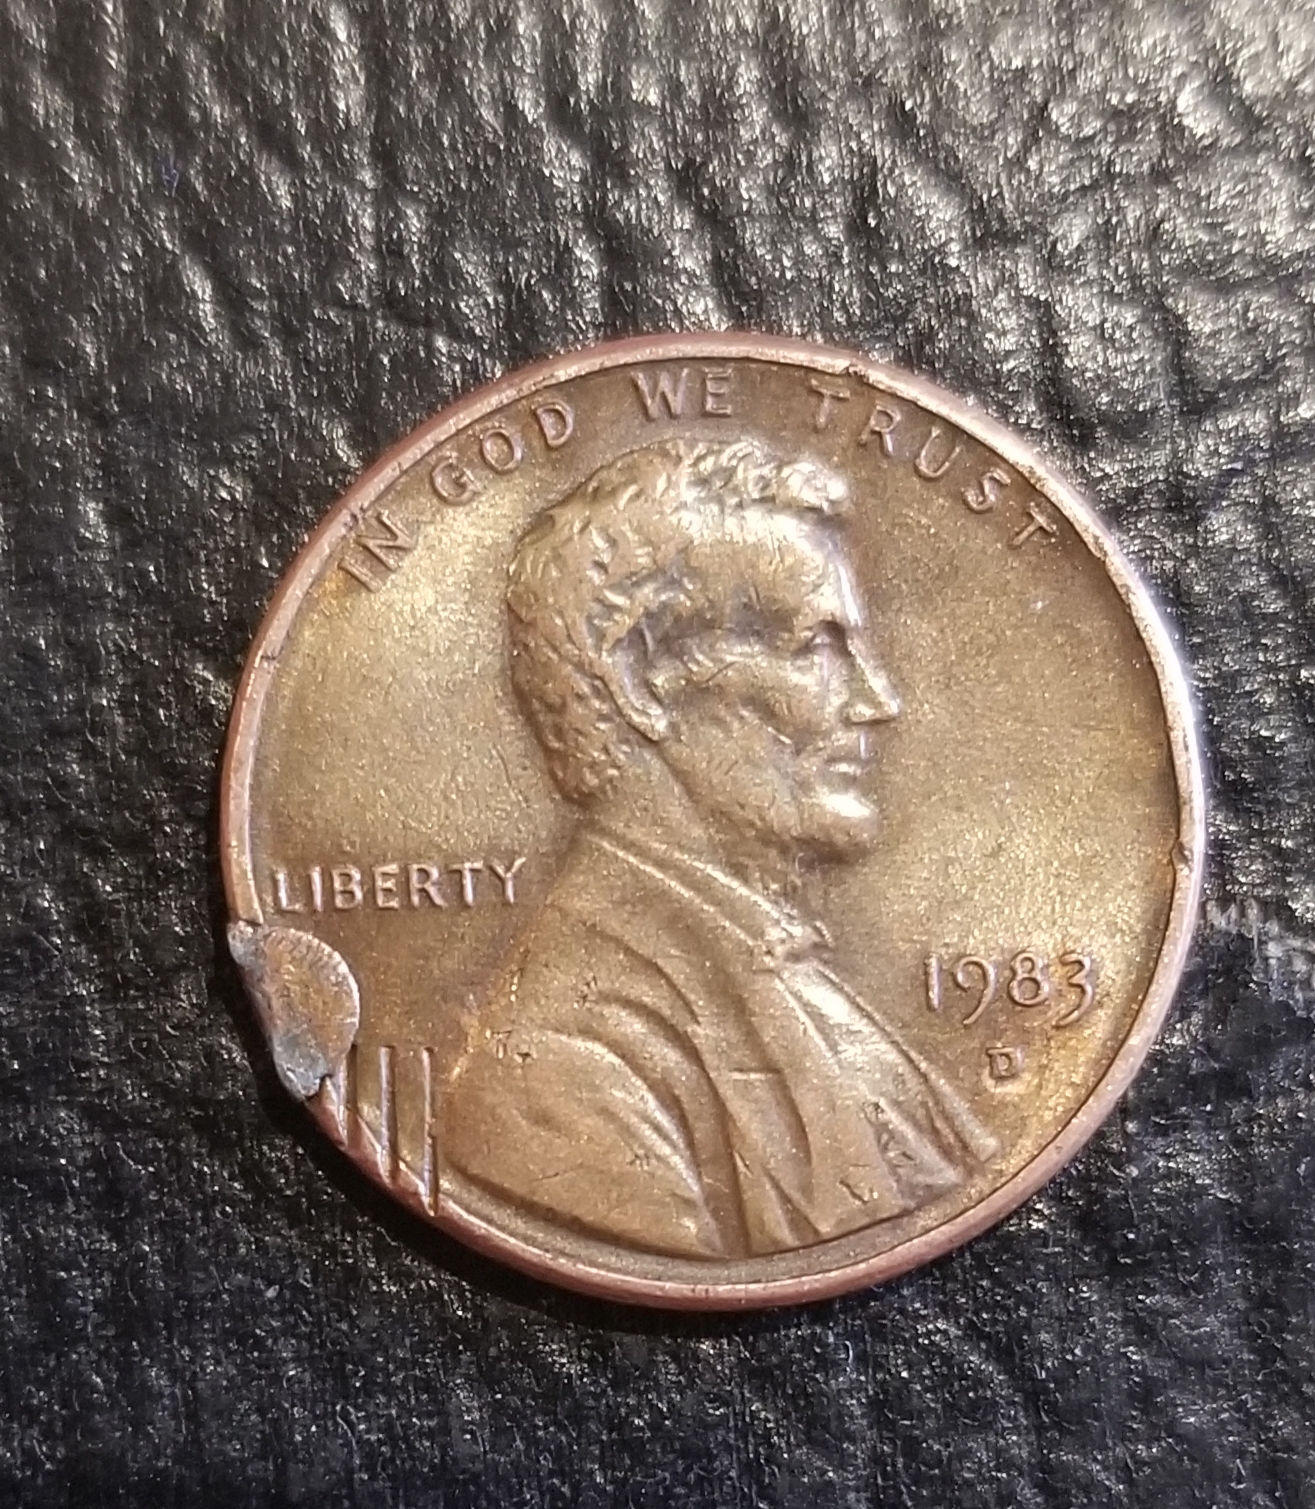 IN GOD WE TRUST
LIBERTY
1983
D